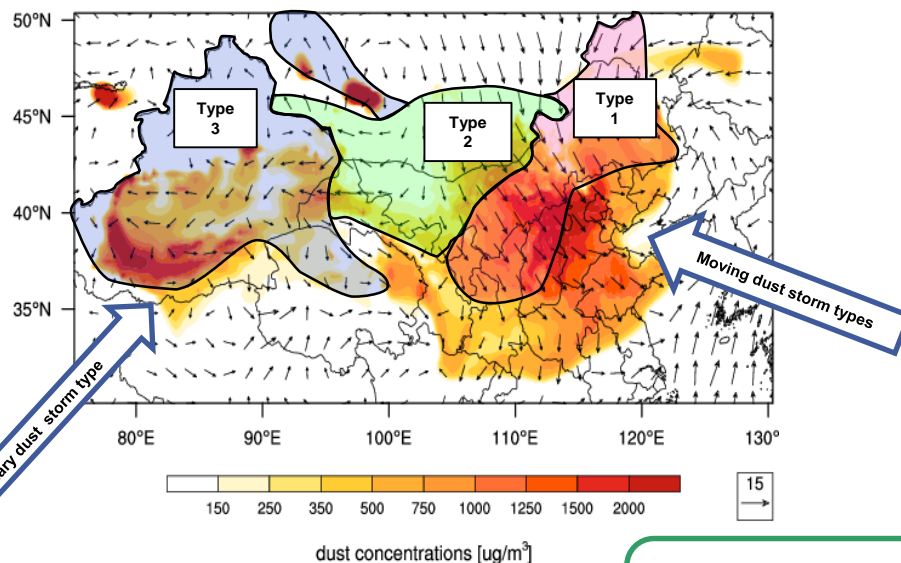 50°N
45°N
40°N
35°N
Type
3
Type
2
Type
1
Moving dust storm types
dust storm type
80°E
90°E
100°E
110°E
120°E
130°
150
250
350
500
750
1000
1250
1500
2000
15
dust concentrations [ug/m³]